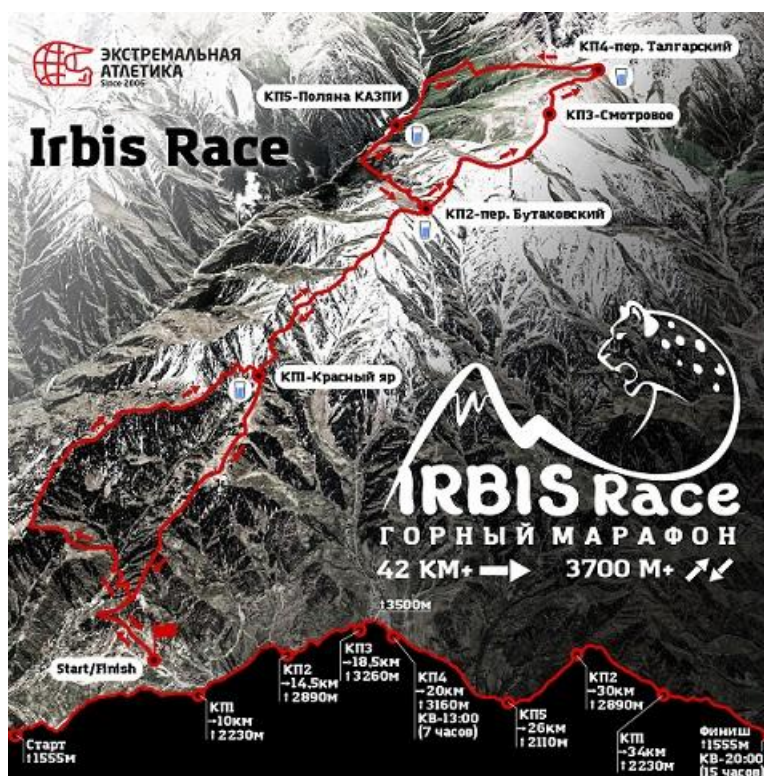 ЭКСТРЕМАЛЬНАЯ
АТЛЕТИКА
Since 2006
Irbis Race
КП4-пер. Талгарский
КП5-Поляна КАЗПИ
КП3-Смотровое
КП2-пер. Бутаковский
КП1-Красный яр
IRBIS Race
ГОРНЫЙ МАРАФОН
42 КМ+
3700 М+
Start/Finish
↑3500м
Старт
↑1555м
КП1
→10км
↑2230м
КП2
→14,5км
↑2890м
КП3
→18,5км
↑3260м
КП4
→20км
↑3160м
КВ-13:00
(7 часов)
КП5
→26км
↑2110м
КП2
→30км
↑2890м
КП1
→34км
↑2230м
Финиш
↑1555м
КВ-20:00
(15 часов)